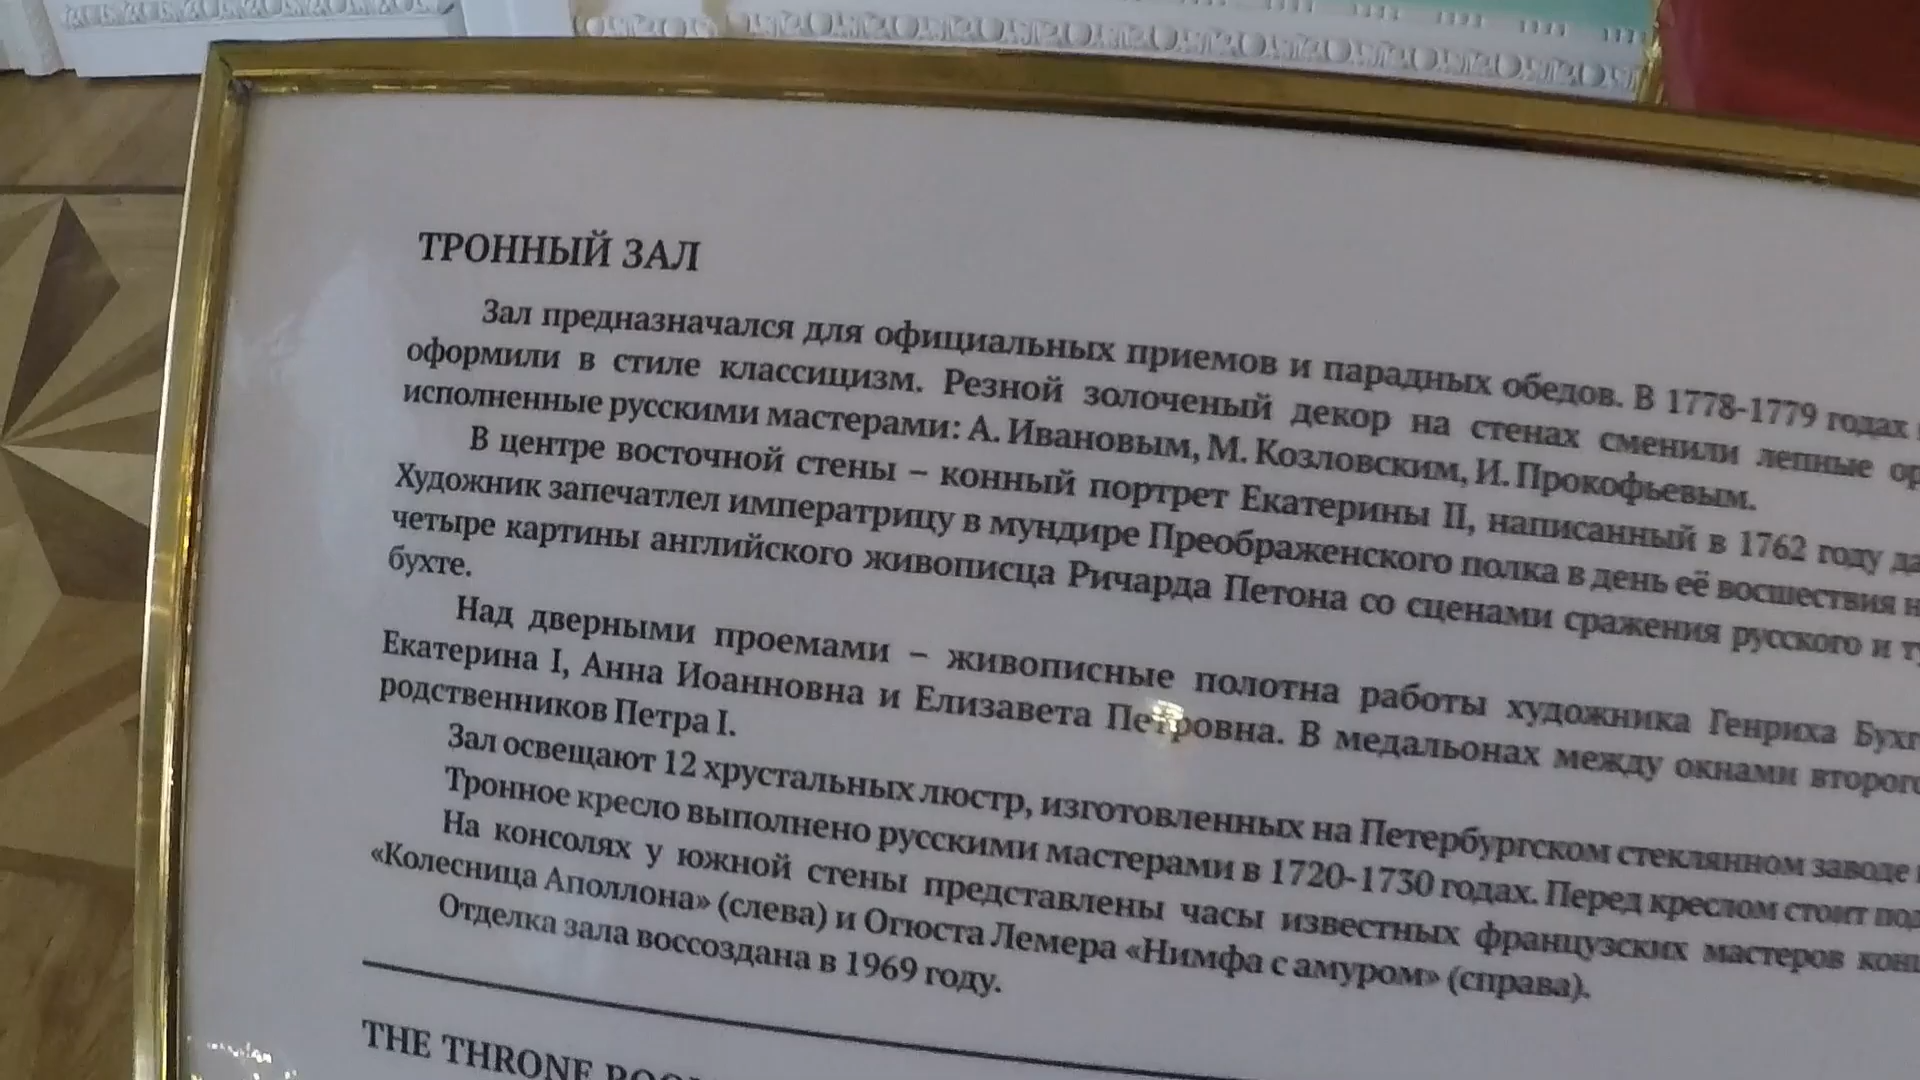 ТРОННЫЙ ЗАЛ
Зал предназначался для официальных приемов и парадных обедов. В 1778-1779 годах
оформили в стиле классицизм. Резной золоченый декор на стенах сменили лепные
исполненные русскими мастерами: А. Ивановым, М. Козловским, И. Прокофьевым.
В центре восточной стены – конный портрет Екатерины II, написанный в 1762 году
Художник запечатлел императрицу в мундире Преображенского полка в день её восшествия
четыре картины английского живописца Ричарда Петона со сценами сражения русского и
бухте.
Над дверными проемами – живописные полотна работы художника Генриха
Екатерина I, Анна Иоанновна и Елизавета Петровна. В медальонах между окнами второго
родственников Петра I.
Зал освещают 12 хрустальных люстр, изготовленных на Петербургском стеклянном заводе
Тронное кресло выполнено русскими мастерами в 1720-1730 годах. Перед креслом стоит
На консолях у южной стены представлены часы известных французских мастеров
«Колесница Аполлона» (слева) и Огюста Лемера «Нимфа с амуром» (справа).
Отделка зала воссоздана в 1969 году.
THE THRONE